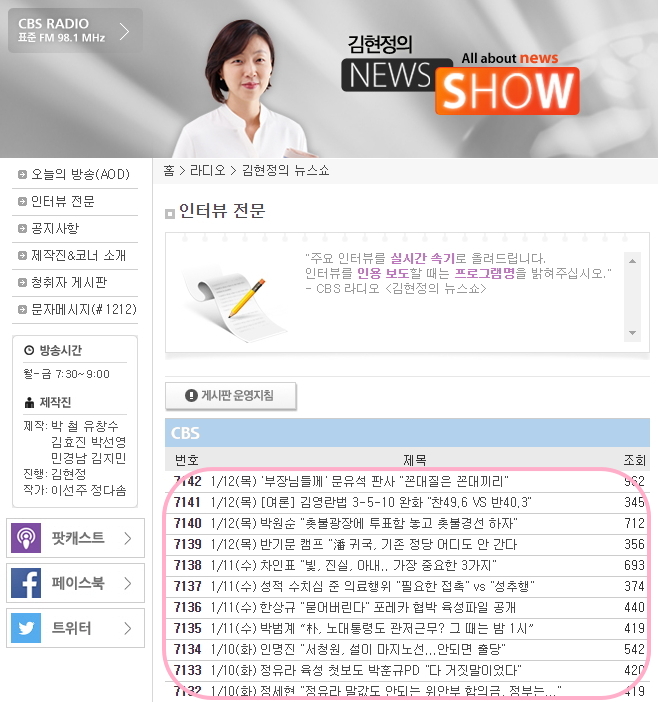 CBS RADIO
표준 FM 98.1 MHz
김현정의
All about news
NEWS SHOW
오늘의 방송(AOD)
인터뷰 전문
공지사항
제작진&코너 소개
청취자 게시판
문자메시지(#1212)
방송시간
월-금 7:30~9:00
제작진
제작: 박 철 유창수
김효진 박선영
민경남 김지민
진행: 김현정
작가: 이선주 정다솜
팟캐스트
페이스북
트위터
홈 > 라디오 > 김현정의 뉴스쇼
인터뷰 전문
"주요 인터뷰를 실시간 속기로 올려드립니다.
인터뷰를 인용 보도할 때는 프로그램명을 밝혀주십시오."
- CBS 라디오 <김현정의 뉴스쇼>
게시판 운영지침
CBS
번호 제목 조회
7142 1/12(목) '부장님들께' 문유석 판사 "꼰대질은 꼰대끼리" 962
7141 1/12(목) [여론] 김영란법 3-5-10 완화 "찬49.6 VS 반40.3" 345
7140 1/12(목) 박원순 "촛불광장에 투표함 놓고 촛불경선 하자" 712
7139 1/12(목) 반기문 캠프 "潘 귀국, 기존 정당 어디도 안 간다 356
7138 1/11(수) 차인표 "빛, 진실, 아내.. 가장 중요한 3가지" 693
7137 1/11(수) 성적 수치심 준 의료행위 "필요한 접촉" vs "성추행" 374
7136 1/11(수) 한상규 "묻어버린다" 포레카 협박 육성파일 공개 440
7135 1/11(수) 박범계 "朴, 노대통령도 관저근무? 그 때는 밤 1시" 419
7134 1/10(화) 인명진 "서청원, 설이 마지노선...안되면 출당" 542
7133 1/10(화) 정유라 육성 첫보도 박훈규PD "다 거짓말이었다" 420
7132 1/10(화) 정세현 "정유라 말값도 안되는 위안부 합의금, 정부는..." 419